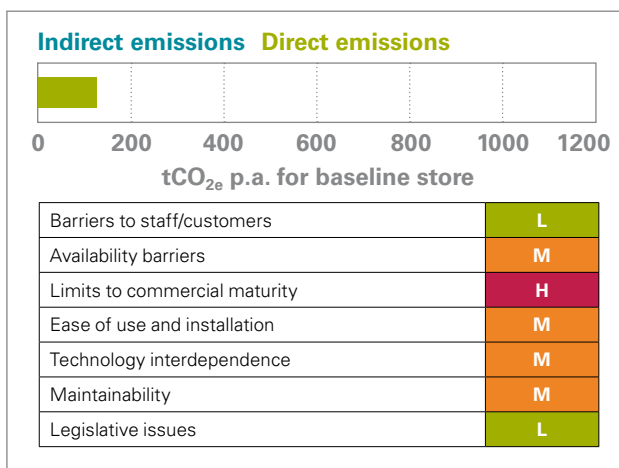 Indirect emissions Direct emissions
0 200 400 600 800 1000 1200
tCO2e p.a. for baseline store
Barriers to staff/customers L
Availability barriers M
Limits to commercial maturity H
Ease of use and installation M
Technology interdependence M
Maintainability M
Legislative issues L